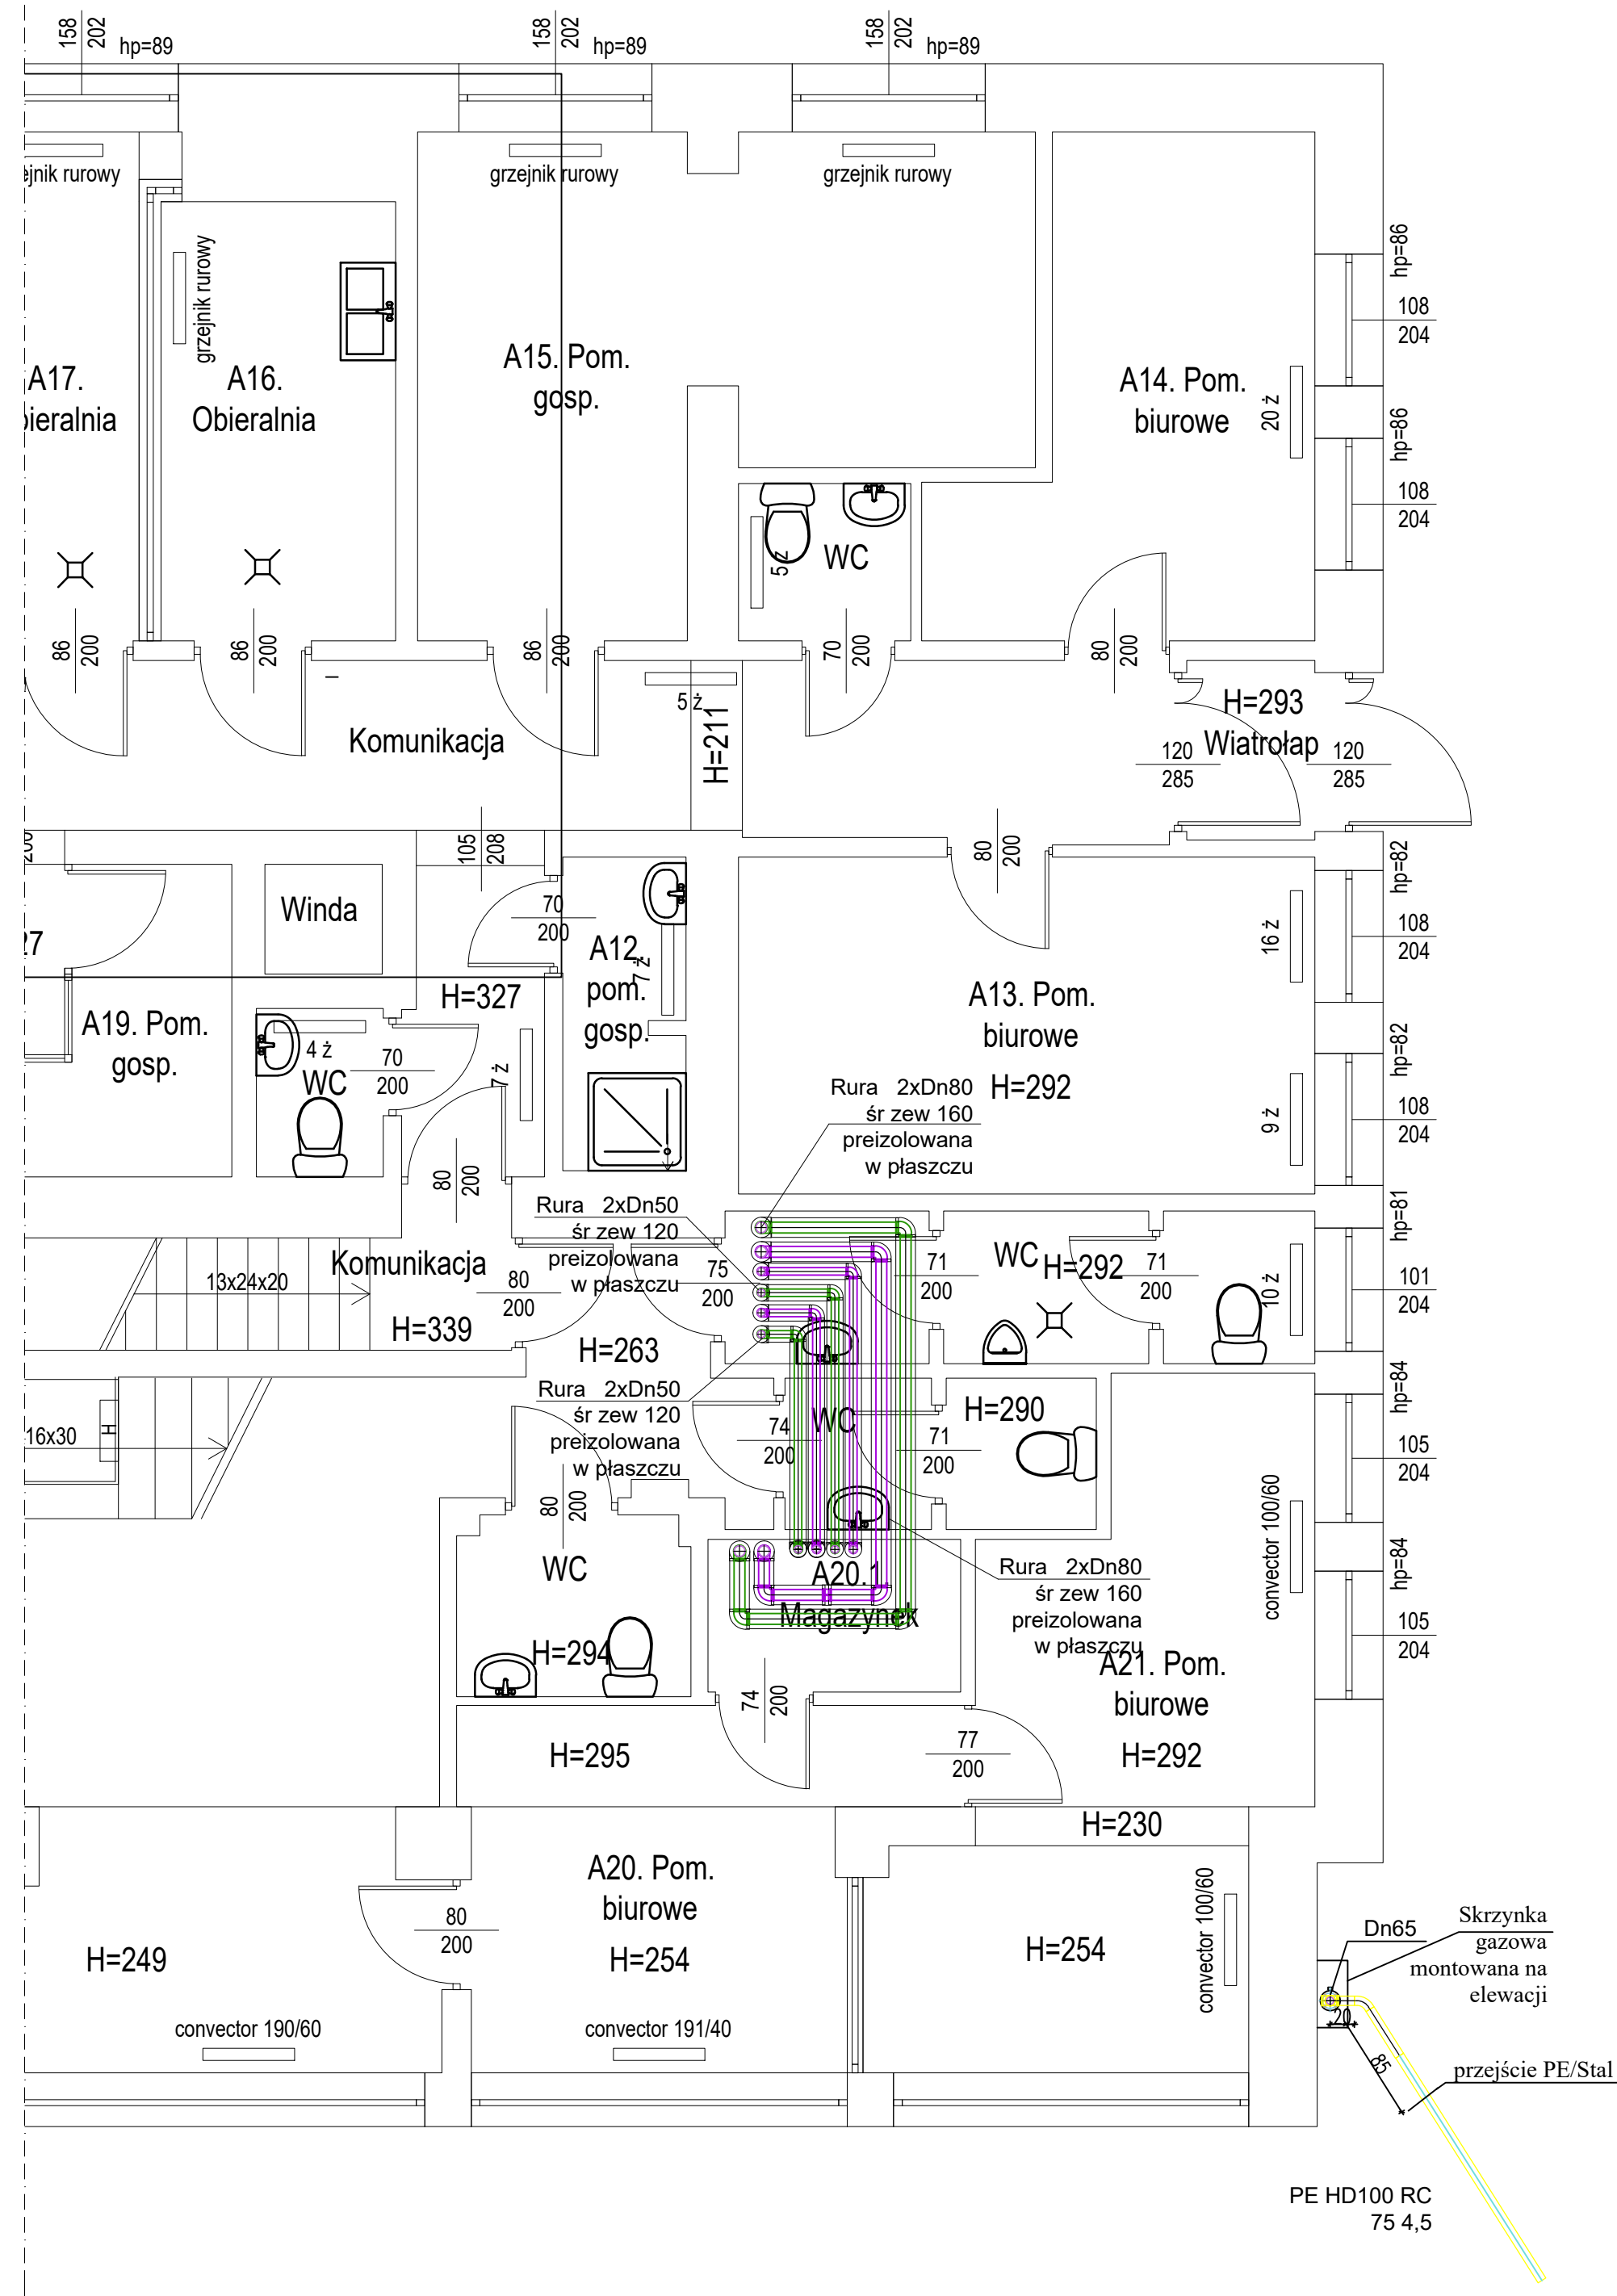 158
202
hp=89
158
202
hp=89
158
202
hp=89
ejnik rurowy
grzejnik rurowy
grzejnik rurowy
grzejnik rurowy
hp=86
108
204
A17.
bieralnia
A16.
Obieralnia
A15. Pom.
gosp.
A14. Pom.
biurowe
20 ż
hp=86
108
204
5 ż
WC
86
200
86
200
86
200
70
200
80
200
5 ż
H=211
Komunikacja
H=293
Wiatrołap
120
285
120
285
105
208
80
200
hp=82
Winda
70
200
16 ż
108
204
27
A12.
pom.
gosp.
7 ż
H=327
A13. Pom.
biurowe
H=292
A19. Pom.
gosp.
4 ż
WC
70
200
7 ż
hp=82
9 ż
108
204
Rura 2xDn80
śr zew 160
preizolowana
w płaszczu
80
200
Rura 2xDn50
śr zew 120
preizolowana
w płaszczu
hp=81
Komunikacja
13x24x20
80
200
75
200
71
200
WC
H=292
71
200
10 ż
101
204
H=339
H=263
Rura 2xDn50
śr zew 120
preizolowana
w płaszczu
hp=84
16x30
H
74
200
WC
71
200
H=290
105
204
80
200
convector 100/60
WC
H=294
A20.1
Magazynek
Rura 2xDn80
śr zew 160
preizolowana
w płaszczu
hp=84
105
204
A21. Pom.
biurowe
H=292
74
200
H=295
77
200
H=230
A20. Pom.
biurowe
H=254
80
200
H=249
H=254
convector 100/60
convector 190/60
convector 191/40
Dn65
Skrzynka
gazowa
montowana na
elewacji
20
85
przejście PE/Stal
PE HD100 RC
75 4,5